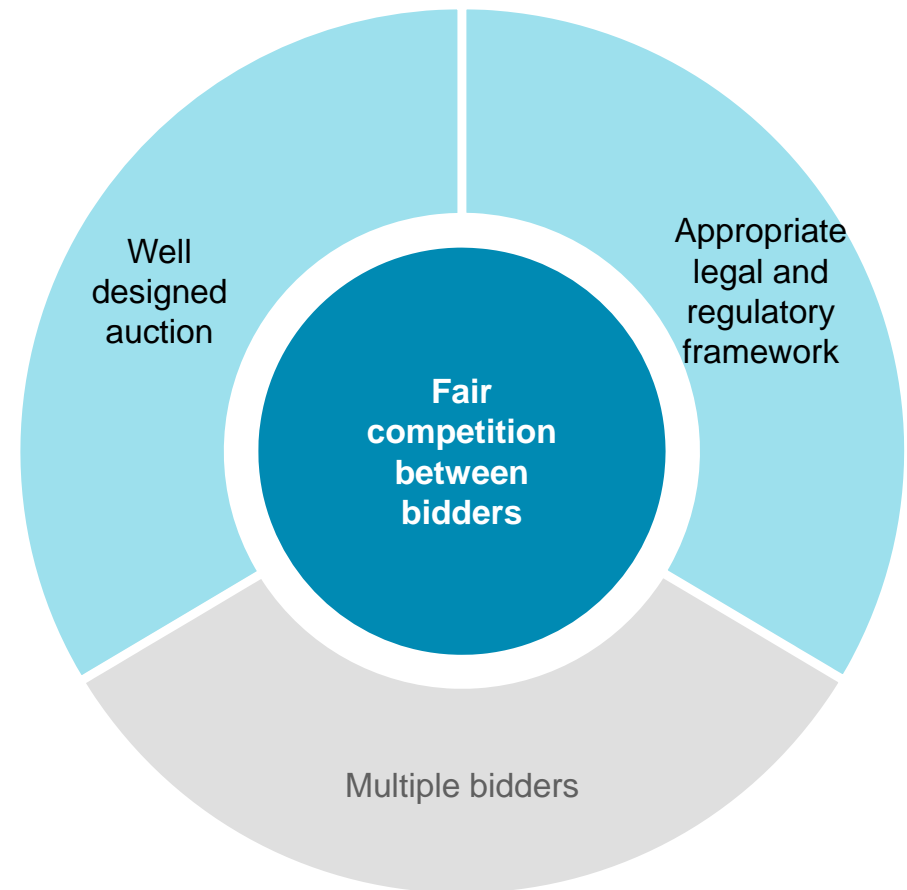 Well
designed
auction
Appropriate
legal and
regulatory
framework
Fair
competition
between
bidders
Multiple bidders